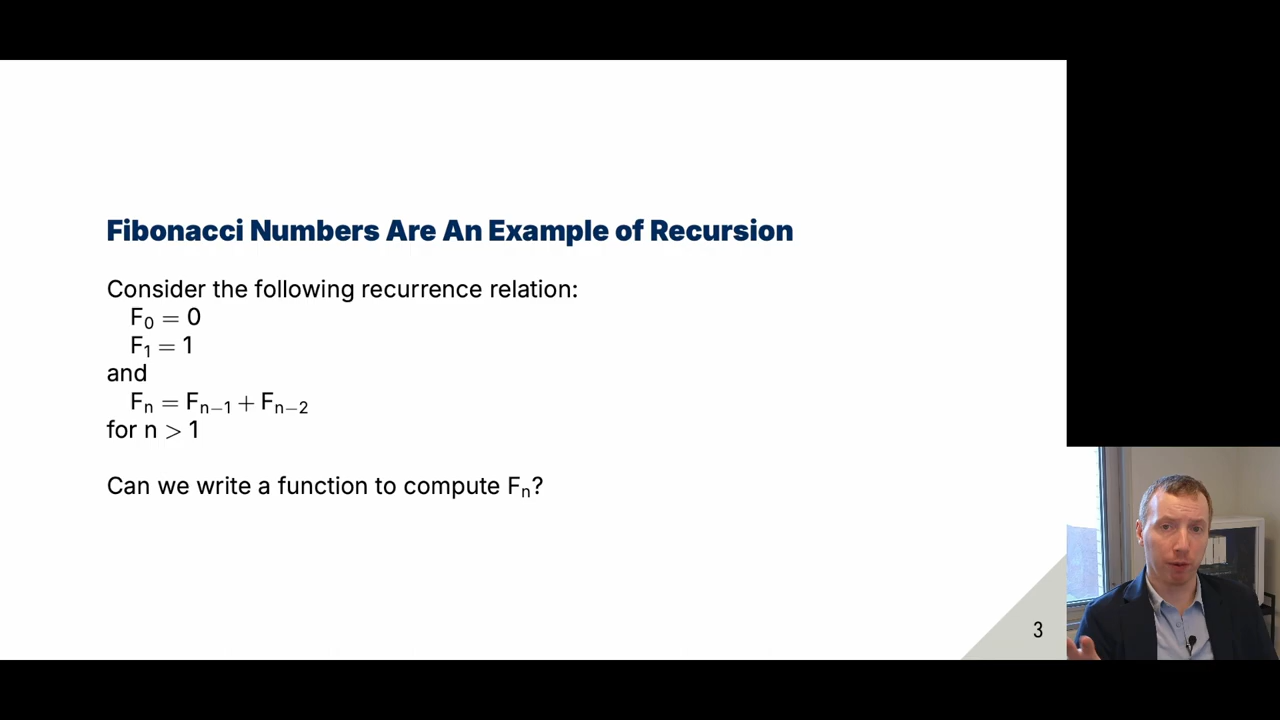 Fibonacci Numbers Are An Example of Recursion
Consider the following recurrence relation:
F₀ = 0
F₁ = 1
and
Fₙ = Fₙ₋₁ + Fₙ₋₂
for n > 1
Can we write a function to compute Fₙ?
3